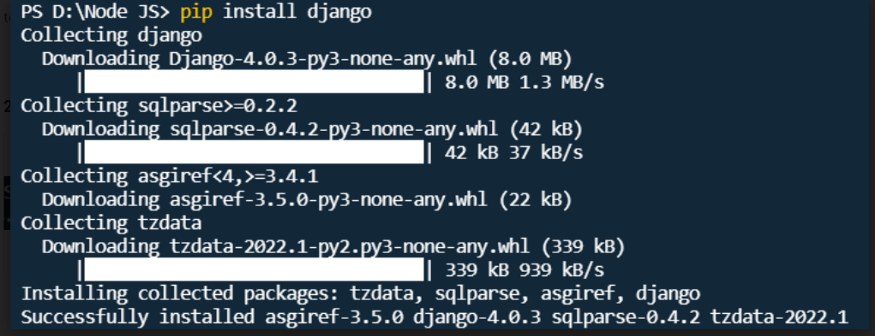 PS D:\Node JS> pip install django
Collecting django
  Downloading Django-4.0.3-py3-none-any.whl (8.0 MB)
     |                                | 8.0 MB 1.3 MB/s
Collecting sqlparse>=0.2.2
  Downloading sqlparse-0.4.2-py3-none-any.whl (42 kB)
     |                                | 42 kB 37 kB/s
Collecting asgiref<4,>=3.4.1
  Downloading asgiref-3.5.0-py3-none-any.whl (22 kB)
Collecting tzdata
  Downloading tzdata-2022.1-py2.py3-none-any.whl (339 kB)
     |                                | 339 kB 939 kB/s
Installing collected packages: tzdata, sqlparse, asgiref, django
Successfully installed asgiref-3.5.0 django-4.0.3 sqlparse-0.4.2 tzdata-2022.1